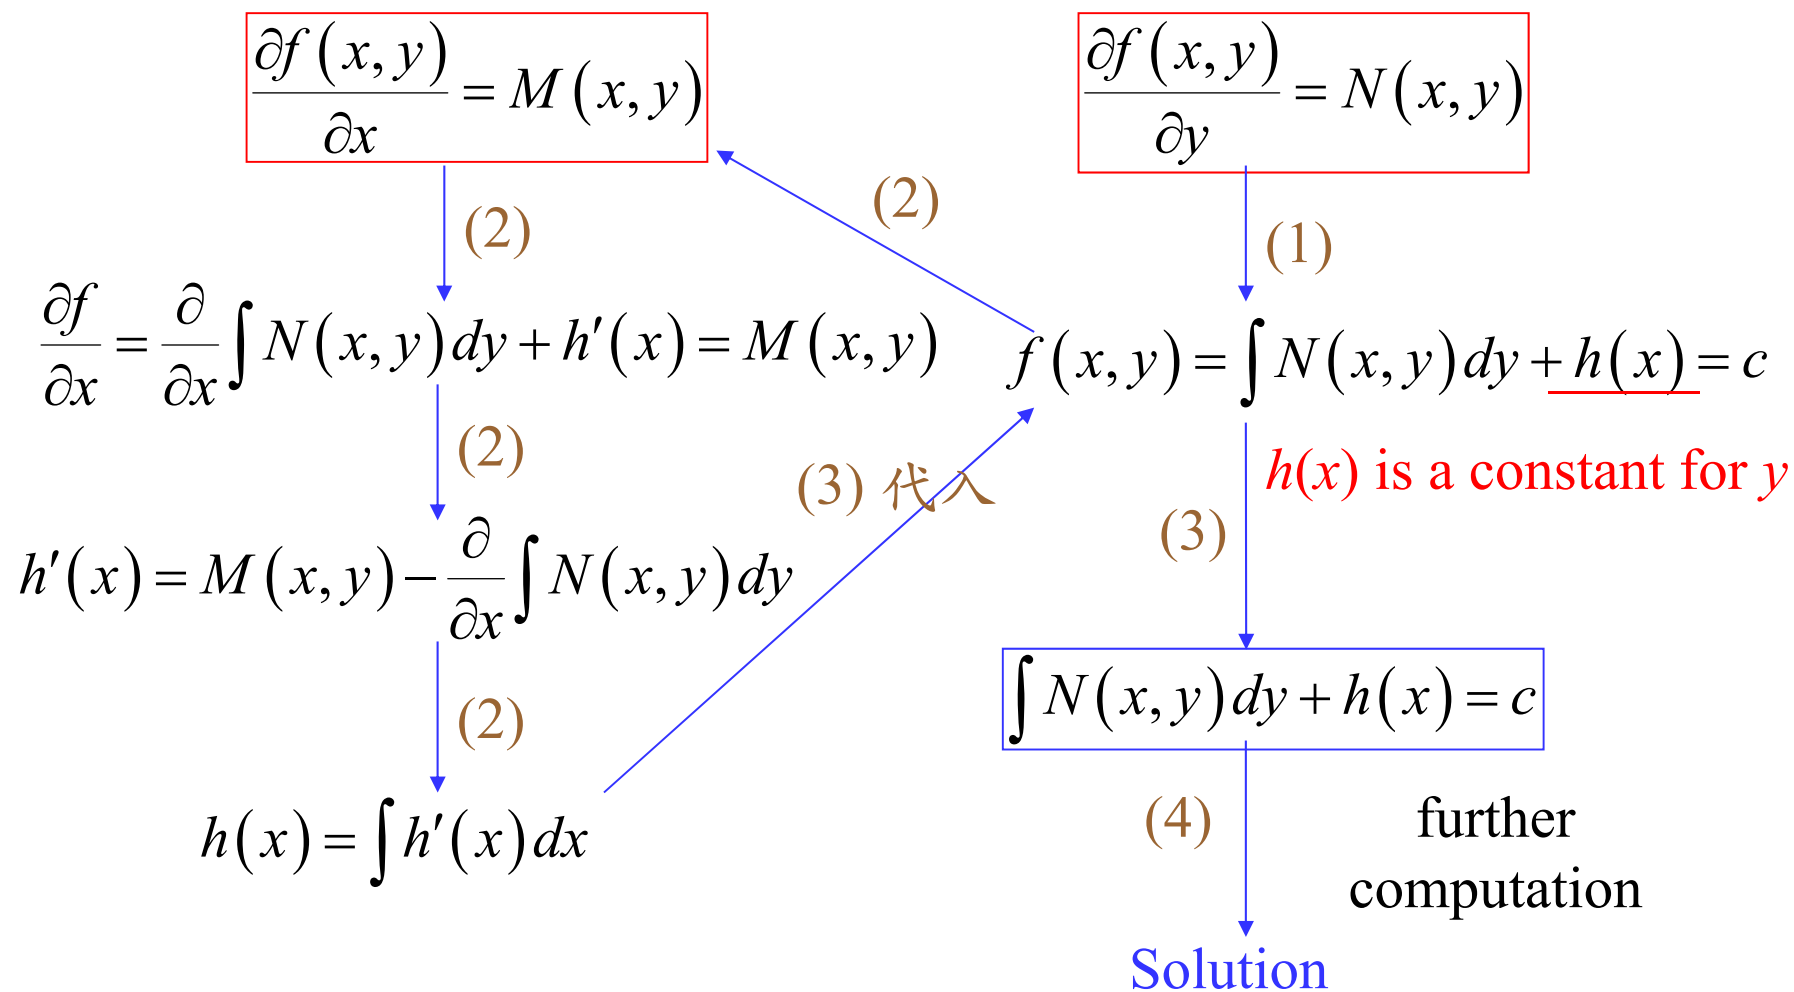 ∂f(x, y)/∂x = M(x, y)
∂f(x, y)/∂y = N(x, y)
(2)
(2)
(1)
∂f/∂x = ∂/∂x ∫ N(x, y) dy + h′(x) = M(x, y)
f(x, y) = ∫ N(x, y) dy + h(x) = c
(2)
(3) 代入
h(x) is a constant for y
(3)
h′(x) = M(x, y) − ∂/∂x ∫ N(x, y) dy
(2)
∫ N(x, y) dy + h(x) = c
h(x) = ∫ h′(x) dx
(4)
further
computation
Solution